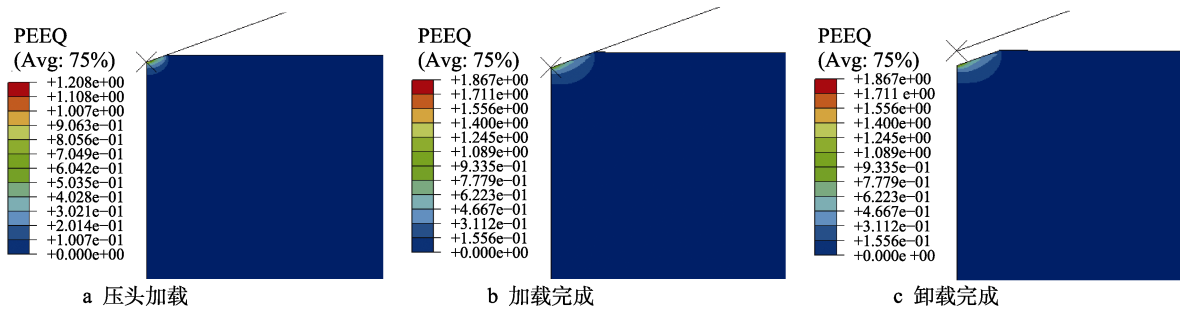 PEEQ
(Avg: 75%)
+1.208e+00
+1.108e+00
+1.007e+00
+9.063e−01
+8.056e−01
+7.049e−01
+6.042e−01
+5.035e−01
+4.028e−01
+3.021e−01
+2.014e−01
+1.007e−01
+0.000e+00
a 压头加载
PEEQ
(Avg: 75%)
+1.867e+00
+1.711e+00
+1.556e+00
+1.400e+00
+1.245e+00
+1.089e+00
+9.335e−01
+7.779e−01
+6.223e−01
+4.667e−01
+3.112e−01
+1.556e−01
+0.000e+00
b 加载完成
PEEQ
(Avg: 75%)
+1.867e+00
+1.711 e+00
+1.556e+00
+1.400e+00
+1.245e+00
+1.089e+00
+9.335e−01
+7.779e−01
+6.223e−01
+4.667e−01
+3.112e−01
+1.556e−01
+0.000e +00
c 卸载完成